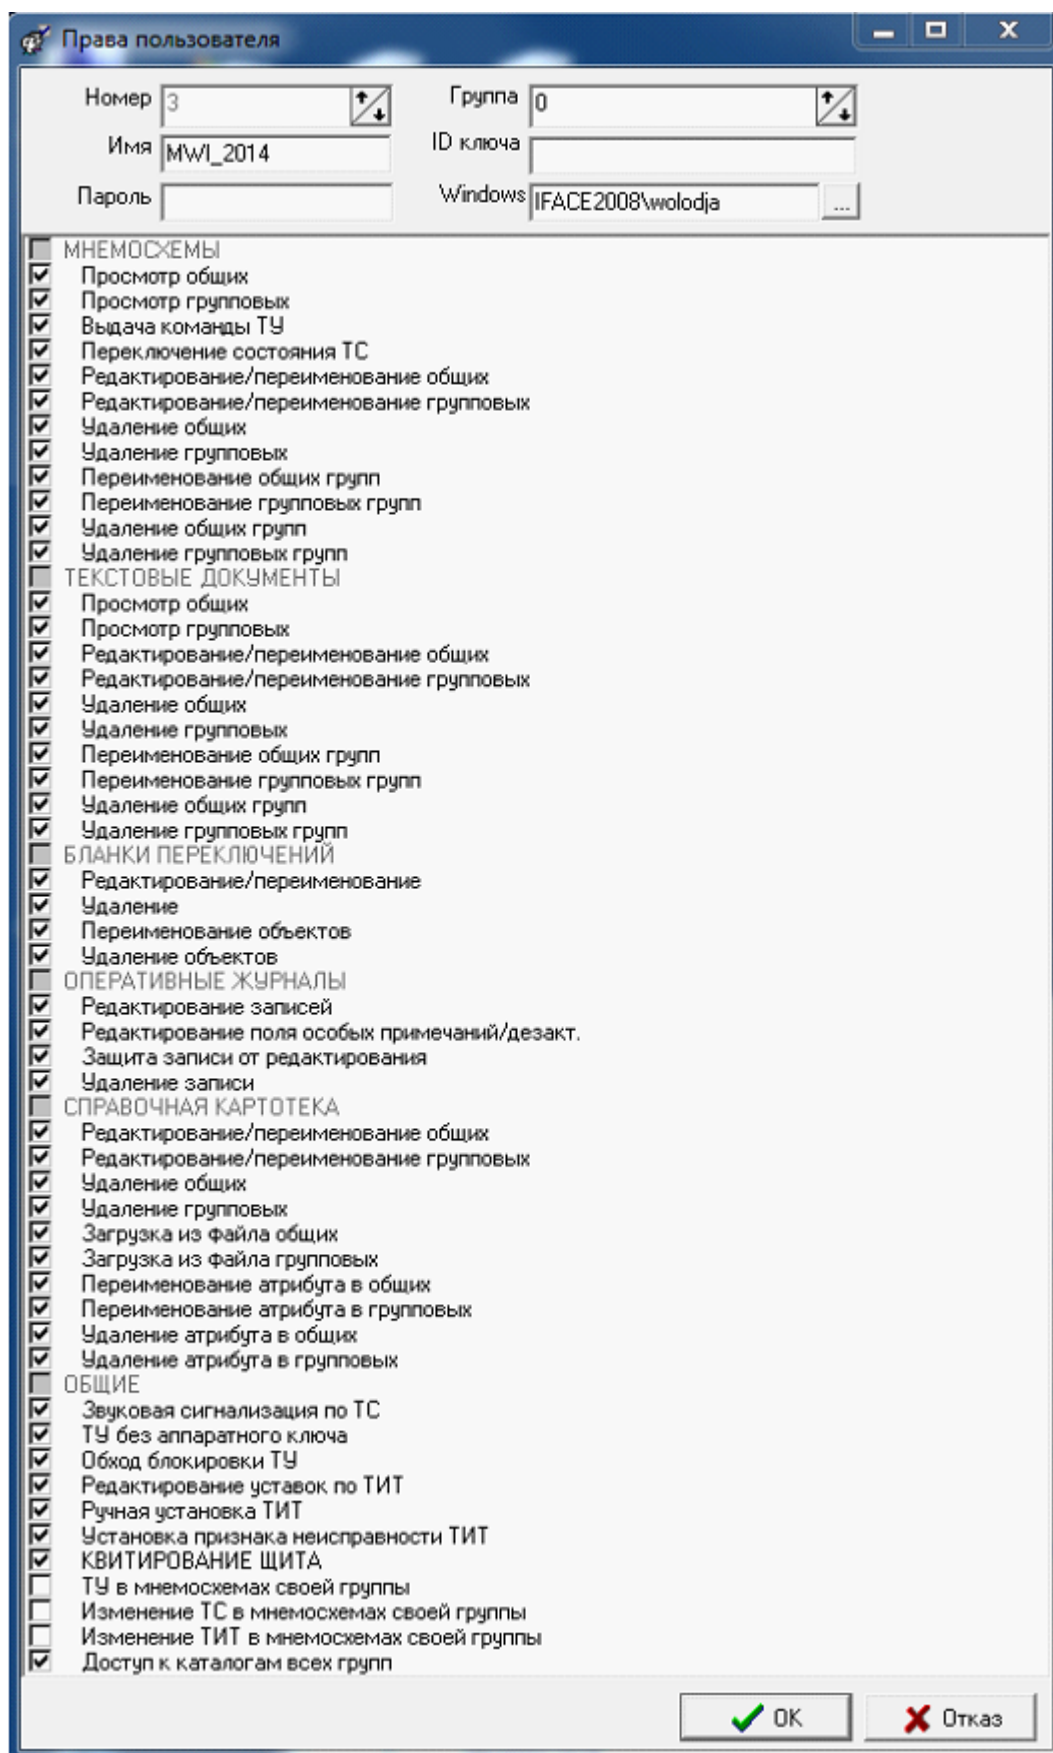 Права пользователя
Номер 3 Группа 0
Имя MWI_2014 ID ключа
Пароль Windows IFACE2008\wolodja ...
МНЕМОСХЕМЫ
Просмотр общих
Просмотр групповых
Выдача команды ТУ
Переключение состояния ТС
Редактирование/переименование общих
Редактирование/переименование групповых
Удаление общих
Удаление групповых
Переименование общих групп
Переименование групповых групп
Удаление общих групп
Удаление групповых групп
ТЕКСТОВЫЕ ДОКУМЕНТЫ
Просмотр общих
Просмотр групповых
Редактирование/переименование общих
Редактирование/переименование групповых
Удаление общих
Удаление групповых
Переименование общих групп
Переименование групповых групп
Удаление общих групп
Удаление групповых групп
БЛАНКИ ПЕРЕКЛЮЧЕНИЙ
Редактирование/переименование
Удаление
Переименование объектов
Удаление объектов
ОПЕРАТИВНЫЕ ЖУРНАЛЫ
Редактирование записей
Редактирование поля особых примечаний/дезакт.
Защита записи от редактирования
Удаление записи
СПРАВОЧНАЯ КАРТОТЕКА
Редактирование/переименование общих
Редактирование/переименование групповых
Удаление общих
Удаление групповых
Загрузка из файла общих
Загрузка из файла групповых
Переименование атрибута в общих
Переименование атрибута в групповых
Удаление атрибута в общих
Удаление атрибута в групповых
ОБЩИЕ
Звуковая сигнализация по ТС
ТУ без аппаратного ключа
Обход блокировки ТУ
Редактирование уставок по ТИТ
Ручная установка ТИТ
Установка признака неисправности ТИТ
КВИТИРОВАНИЕ ЩИТА
ТУ в мнемосхемах своей группы
Изменение ТС в мнемосхемах своей группы
Изменение ТИТ в мнемосхемах своей группы
Доступ к каталогам всех групп
OK Отказ